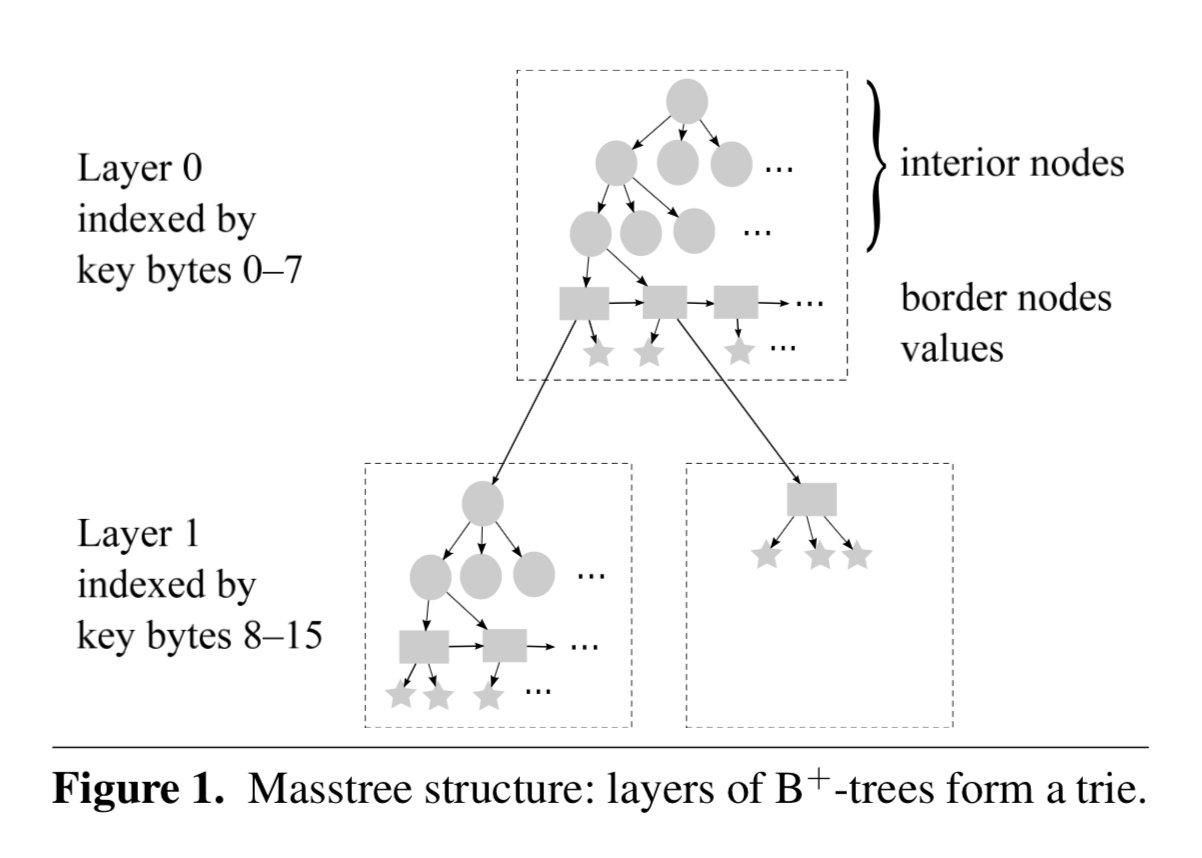 Layer 0
indexed by
key bytes 0–7
...
interior nodes
...
...
border nodes
...
values
Layer 1
indexed by
key bytes 8–15
...
...
...
Figure 1. Masstree structure: layers of B⁺-trees form a trie.